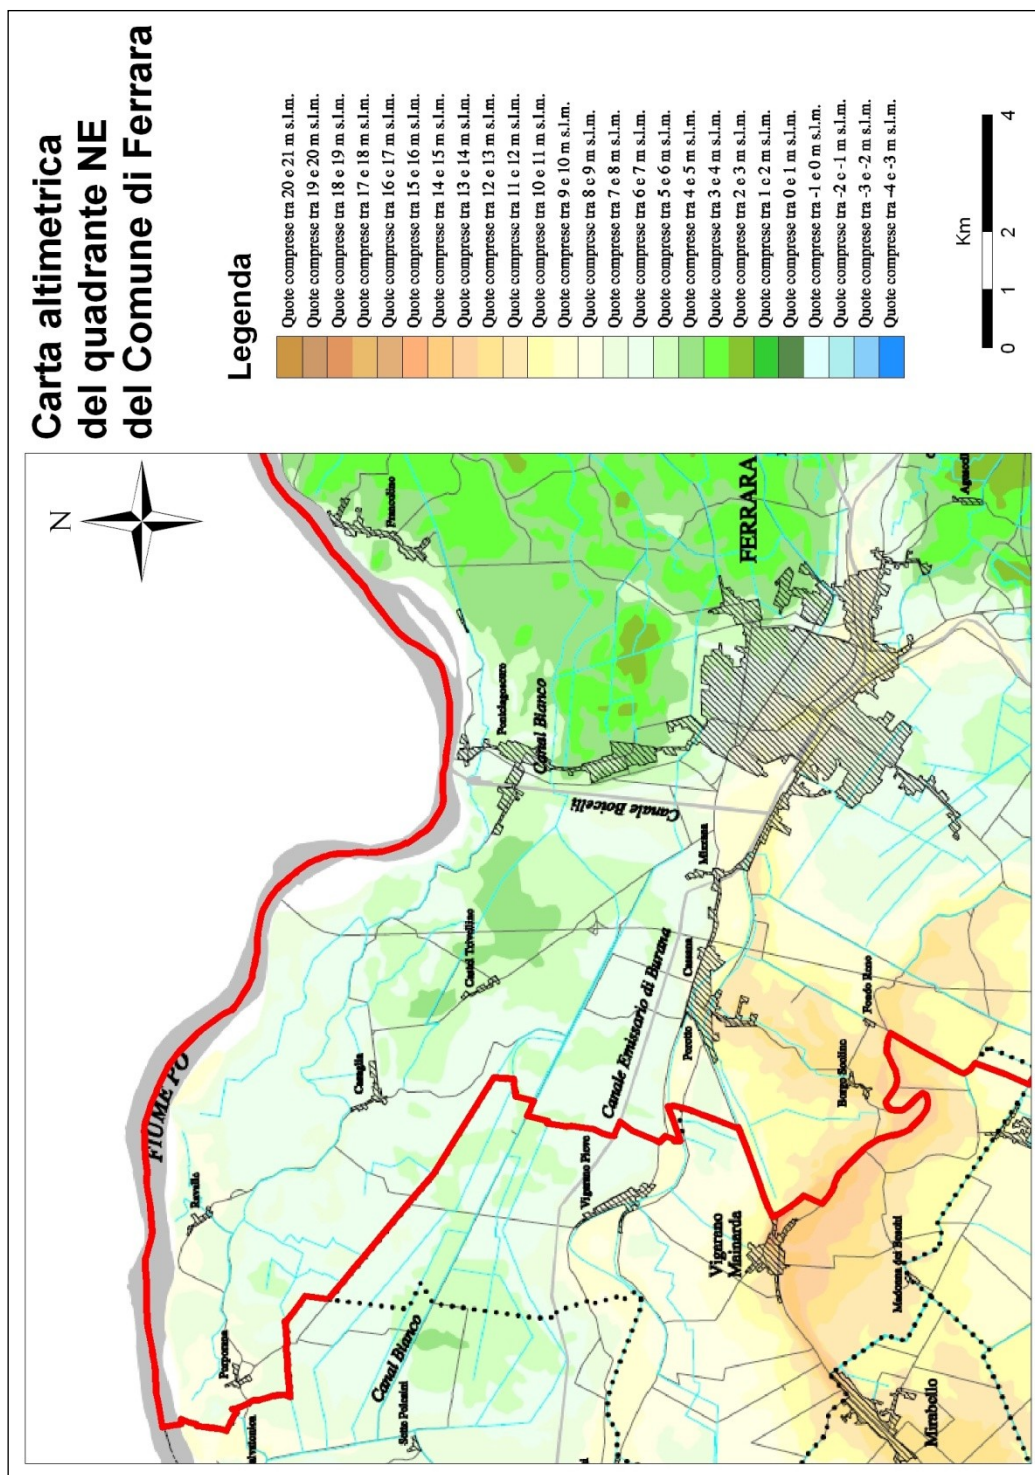 Carta altimetrica
del quadrante NE
del Comune di Ferrara
Legenda
Quote comprese tra 20 e 21 m s.l.m.
Quote comprese tra 19 e 20 m s.l.m.
Quote comprese tra 18 e 19 m s.l.m.
Quote comprese tra 17 e 18 m s.l.m.
Quote comprese tra 16 e 17 m s.l.m.
Quote comprese tra 15 e 16 m s.l.m.
Quote comprese tra 14 e 15 m s.l.m.
Quote comprese tra 13 e 14 m s.l.m.
Quote comprese tra 12 e 13 m s.l.m.
Quote comprese tra 11 e 12 m s.l.m.
Quote comprese tra 10 e 11 m s.l.m.
Quote comprese tra 9 e 10 m s.l.m.
Quote comprese tra 8 e 9 m s.l.m.
Quote comprese tra 7 e 8 m s.l.m.
Quote comprese tra 6 e 7 m s.l.m.
Quote comprese tra 5 e 6 m s.l.m.
Quote comprese tra 4 e 5 m s.l.m.
Quote comprese tra 3 e 4 m s.l.m.
Quote comprese tra 2 e 3 m s.l.m.
Quote comprese tra 1 e 2 m s.l.m.
Quote comprese tra 0 e 1 m s.l.m.
Quote comprese tra -1 e 0 m s.l.m.
Quote comprese tra -2 e -1 m s.l.m.
Quote comprese tra -3 e -2 m s.l.m.
Quote comprese tra -4 e -3 m s.l.m.
Km
0 1 2 4
N
FIUME PO
Ravalle
Porporana
Casaglia
Francolino
Pontelagoscuro
Canal Bianco
Castel Trivellino
Canale Boicelli
Canal Bianco
Canale Emissario di Burana
Mizzana
Cassana
Porotto
Vigarano Pieve
FERRARA
Vigarano
Mainarda
Borgo Scoline
Fondo Reno
Mirabello